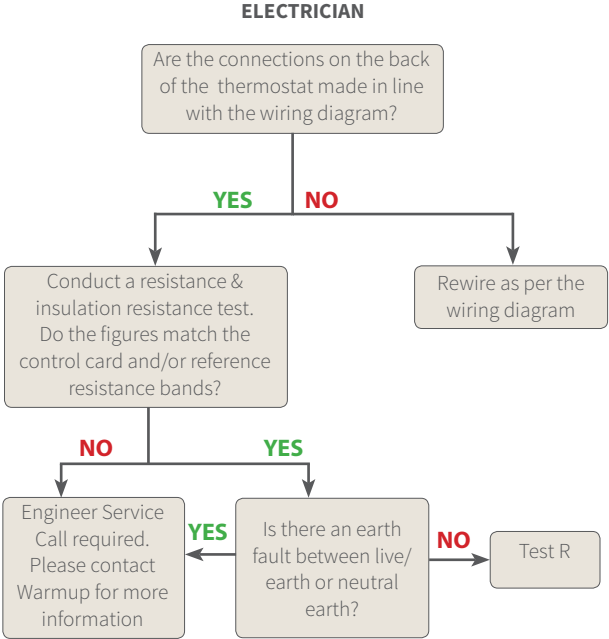 ELECTRICIAN
Are the connections on the back
of the thermostat made in line
with the wiring diagram?
YES
NO
Conduct a resistance &
insulation resistance test.
Do the figures match the
control card and/or reference
resistance bands?
Rewire as per the
wiring diagram
NO
YES
Engineer Service
Call required.
Please contact
Warmup for more
information
YES
Is there an earth
fault between live/
earth or neutral
earth?
NO
Test R